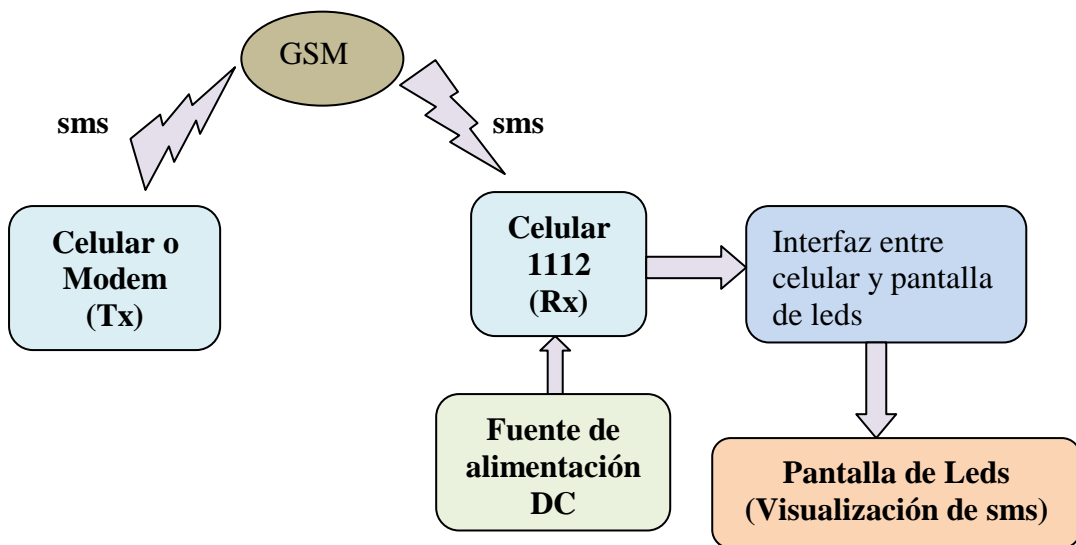 GSM
sms
sms
Celular o
Modem
(Tx)
Celular
1112
(Rx)
Interfaz entre
celular y pantalla
de leds
Fuente de
alimentación
DC
Pantalla de Leds
(Visualización de sms)